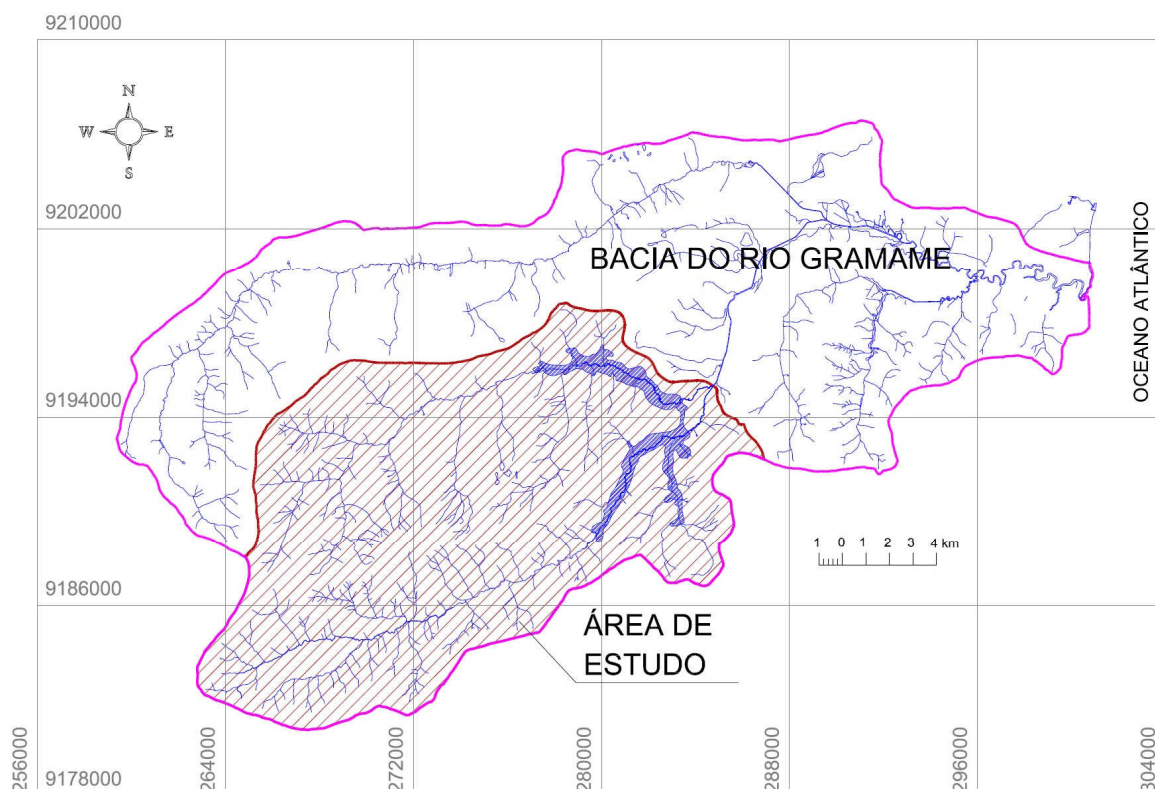 9210000
N
W E
S
9202000
BACIA DO RIO GRAMAME
OCEANO ATLÂNTICO
9194000
1 0 1 2 3 4 km
9186000
ÁREA DE
ESTUDO
9178000
256000
264000
272000
280000
288000
296000
304000